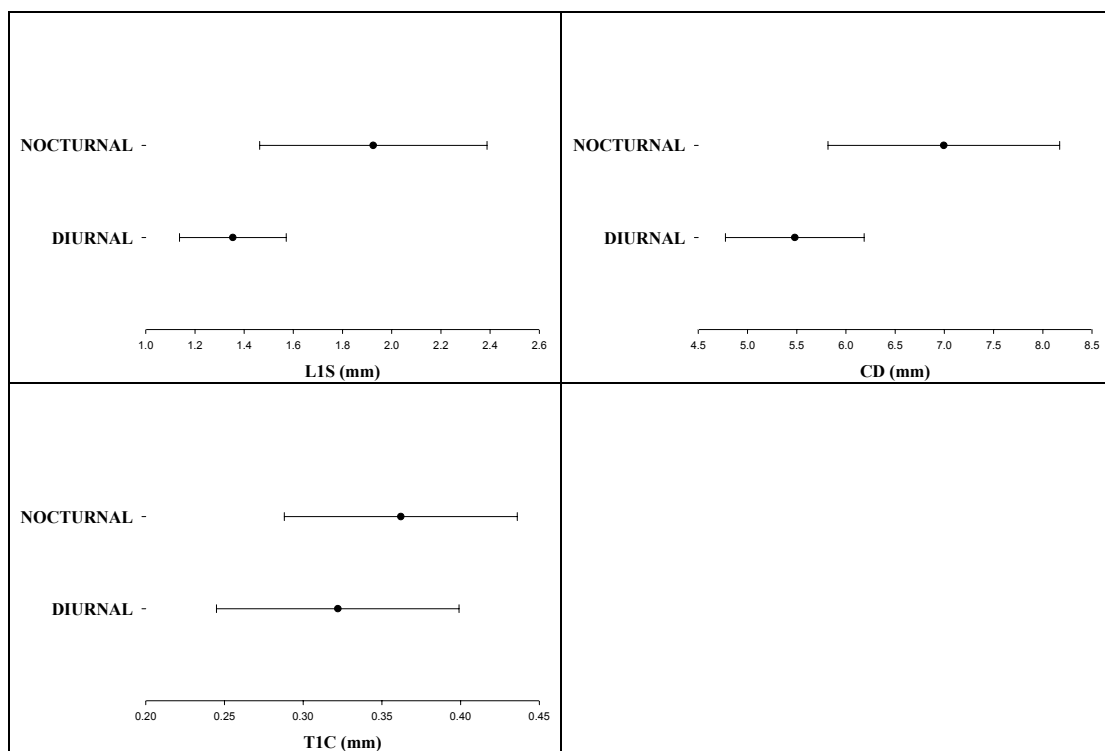 NOCTURNAL
DIURNAL
1.0 1.2 1.4 1.6 1.8 2.0 2.2 2.4 2.6
L1S (mm)
NOCTURNAL
DIURNAL
4.5 5.0 5.5 6.0 6.5 7.0 7.5 8.0 8.5
CD (mm)
NOCTURNAL
DIURNAL
0.20 0.25 0.30 0.35 0.40 0.45
T1C (mm)